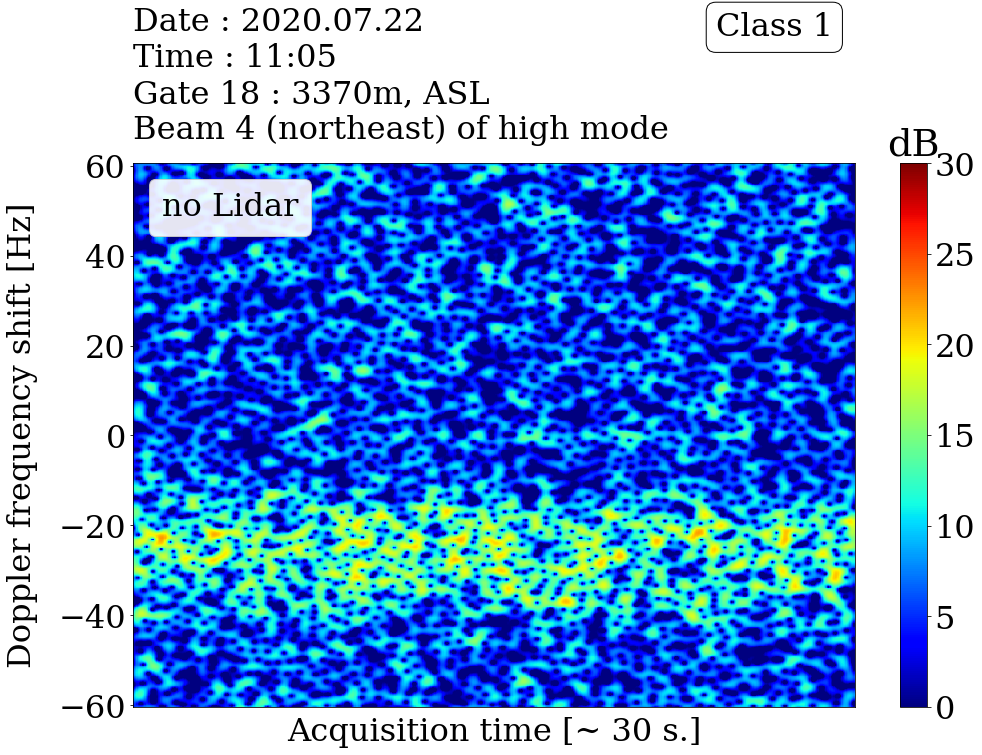 Date : 2020.07.22
Time : 11:05
Gate 18 : 3370m, ASL
Beam 4 (northeast) of high mode
Class 1
dB
no Lidar
Doppler frequency shift [Hz]
60
40
20
0
−20
−40
−60
Acquisition time [~ 30 s.]
30
25
20
15
10
5
0